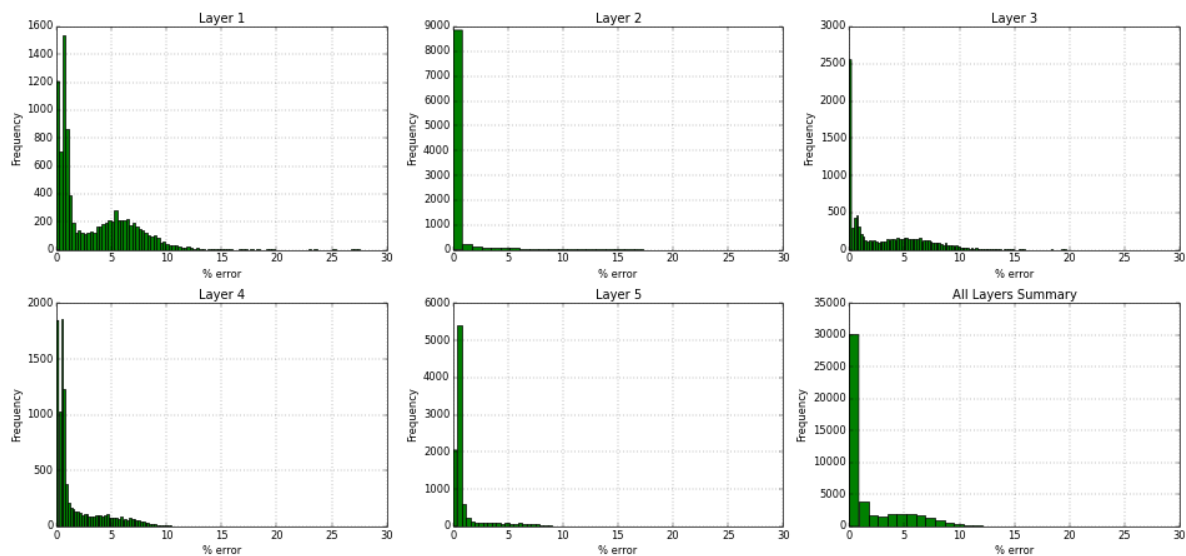 Layer 1
1600
1400
1200
1000
800
600
400
200
0
Frequency
0 5 10 15 20 25 30
% error
Layer 2
9000
8000
7000
6000
5000
4000
3000
2000
1000
0
Frequency
0 5 10 15 20 25 30
% error
Layer 3
3000
2500
2000
1500
1000
500
0
Frequency
0 5 10 15 20 25 30
% error
Layer 4
2000
1500
1000
500
0
Frequency
0 5 10 15 20 25 30
% error
Layer 5
6000
5000
4000
3000
2000
1000
0
Frequency
0 5 10 15 20 25 30
% error
All Layers Summary
35000
30000
25000
20000
15000
10000
5000
0
Frequency
0 5 10 15 20 25 30
% error